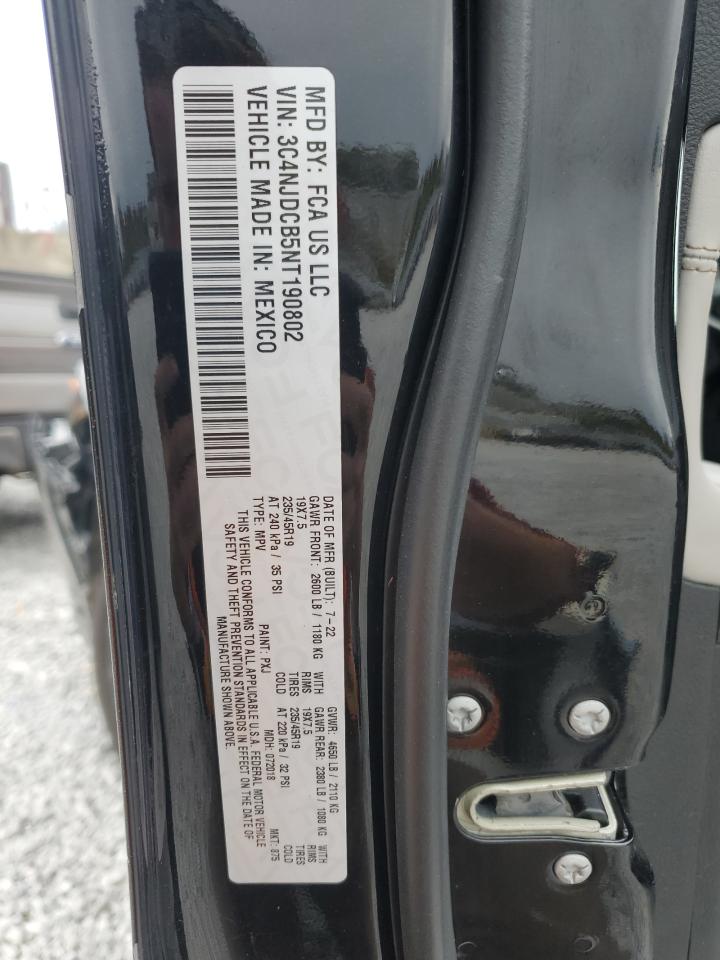 MFD BY: FCA US LLC
VIN: 3C4NJDCB5NT190802
VEHICLE MADE IN: MEXICO
DATE OF MFR (BUILT): 7-22 GVWR: 4650 LB / 2110 KG
GAWR FRONT: 2600 LB / 1180 KG WITH GAWR REAR: 2380 LB / 1080 KG WITH
19X7.5 RIMS 19X7.5 RIMS
235/45R19 TIRES 235/45R19 TIRES
AT 240 kPa / 35 PSI COLD AT 220 kPa / 32 PSI COLD
TYPE: MPV PAINT: PXJ MDH: 072018 MKT: 875
THIS VEHICLE CONFORMS TO ALL APPLICABLE U.S.A. FEDERAL MOTOR VEHICLE
SAFETY AND THEFT PREVENTION STANDARDS IN EFFECT ON THE DATE OF
MANUFACTURE SHOWN ABOVE.